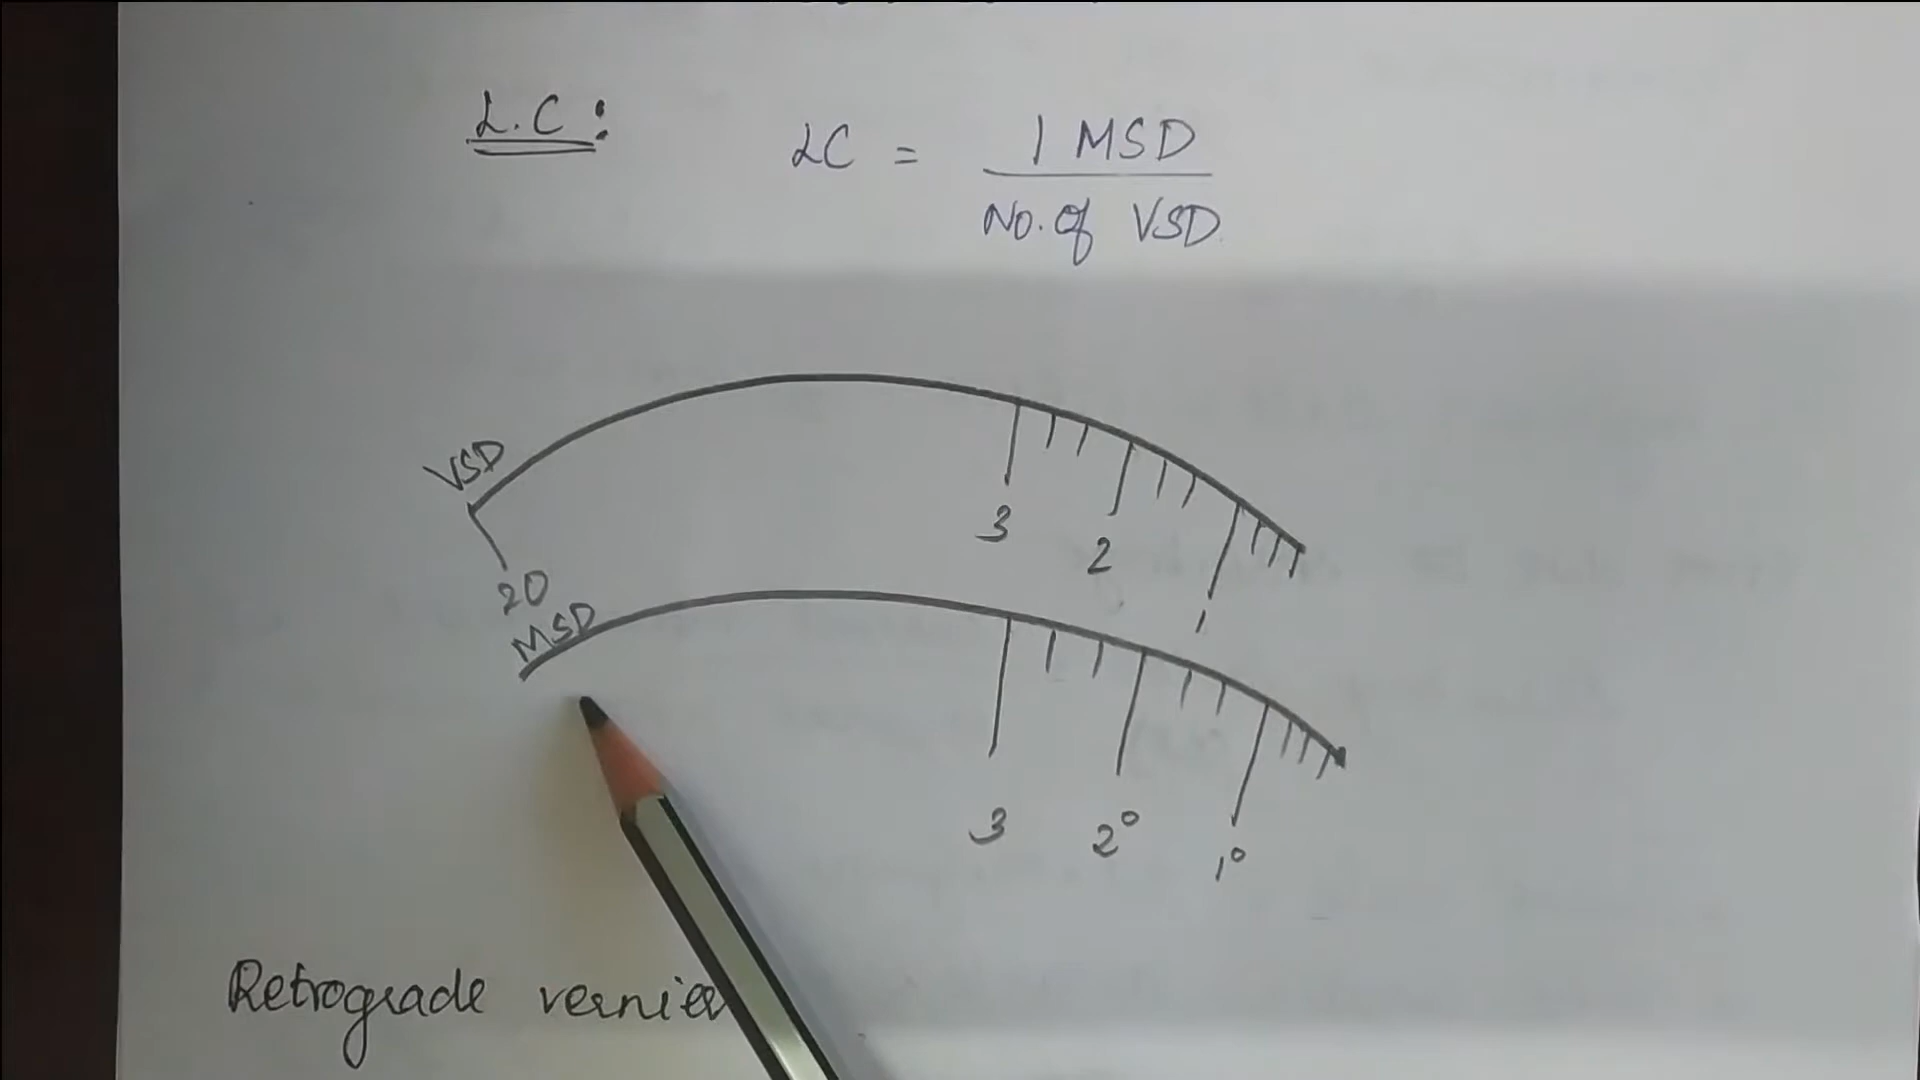 L.C :
LC = 1 MSD
No. of VSD
VSD
20
3
2
1
MSD
3
2°
1°
Retrograde vernier